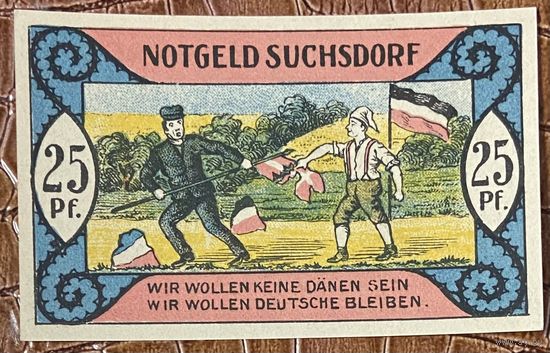 NOTGELD SUCHSDORF
25
Pf.
25
Pf.
WIR WOLLEN KEINE DÄNEN SEIN
WIR WOLLEN DEUTSCHE BLEIBEN.